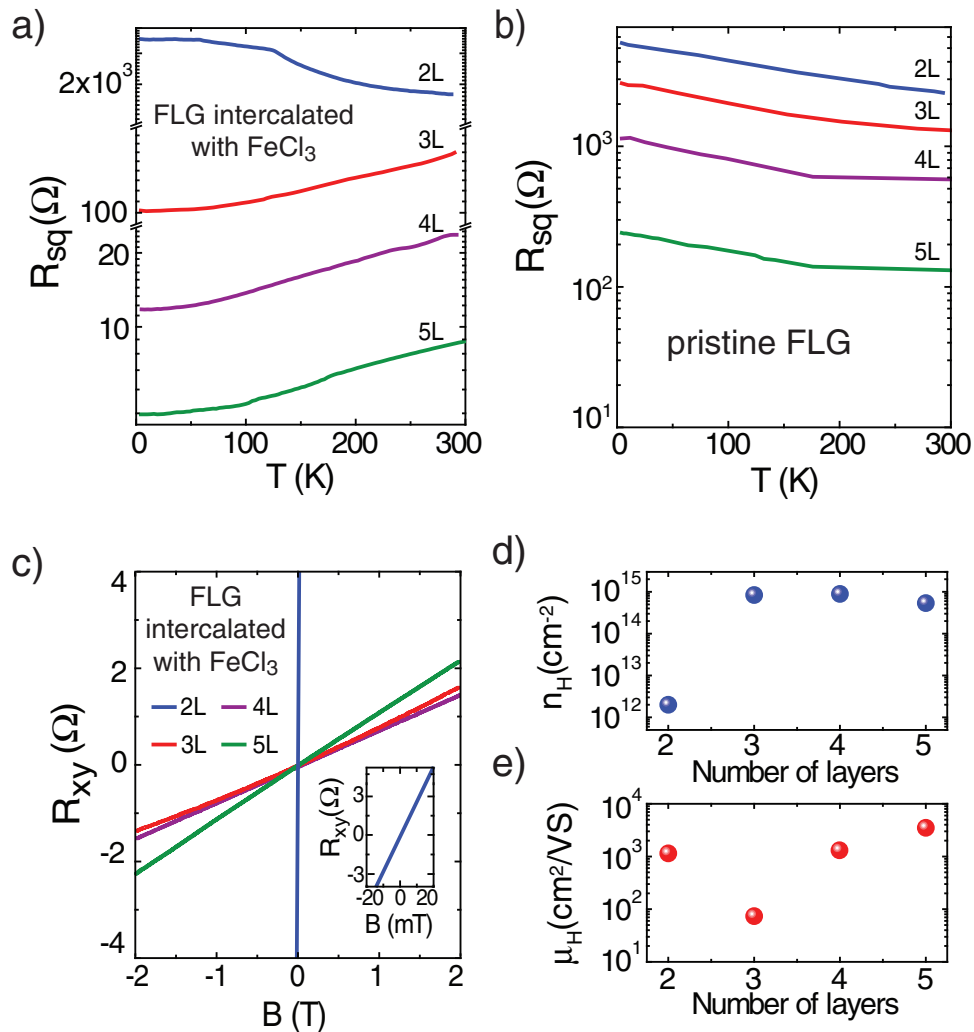 a)
2x10³
2L
FLG intercalated
with FeCl₃
3L
100
4L
20
10
5L
R_sq(Ω)
0 100 200 300
T (K)
b)
2L
3L
10³
4L
5L
10²
pristine FLG
10¹
R_sq(Ω)
0 100 200 300
T (K)
c)
4
FLG
intercalated
with FeCl₃
2
2L 4L
3L 5L
0
-2
-4
R_xy (Ω)
-2 -1 0 1 2
B (T)
R_xy(Ω)
3
0
-3
-20 0 20
B (mT)
d)
10¹⁵
10¹⁴
10¹³
10¹²
n_H(cm⁻²)
2 3 4 5
Number of layers
e)
10⁴
10³
10²
10¹
μ_H(cm²/VS)
2 3 4 5
Number of layers